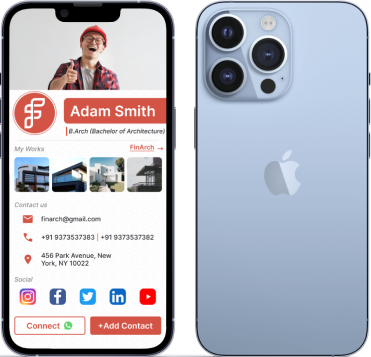 Adam Smith
B.Arch (Bachelor of Architecture)
My Works
FinArch →
Contact us
finarch@gmail.com
+91 9373537383 | +91 9373537382
456 Park Avenue, New
York, NY 10022
Social
Connect
+Add Contact